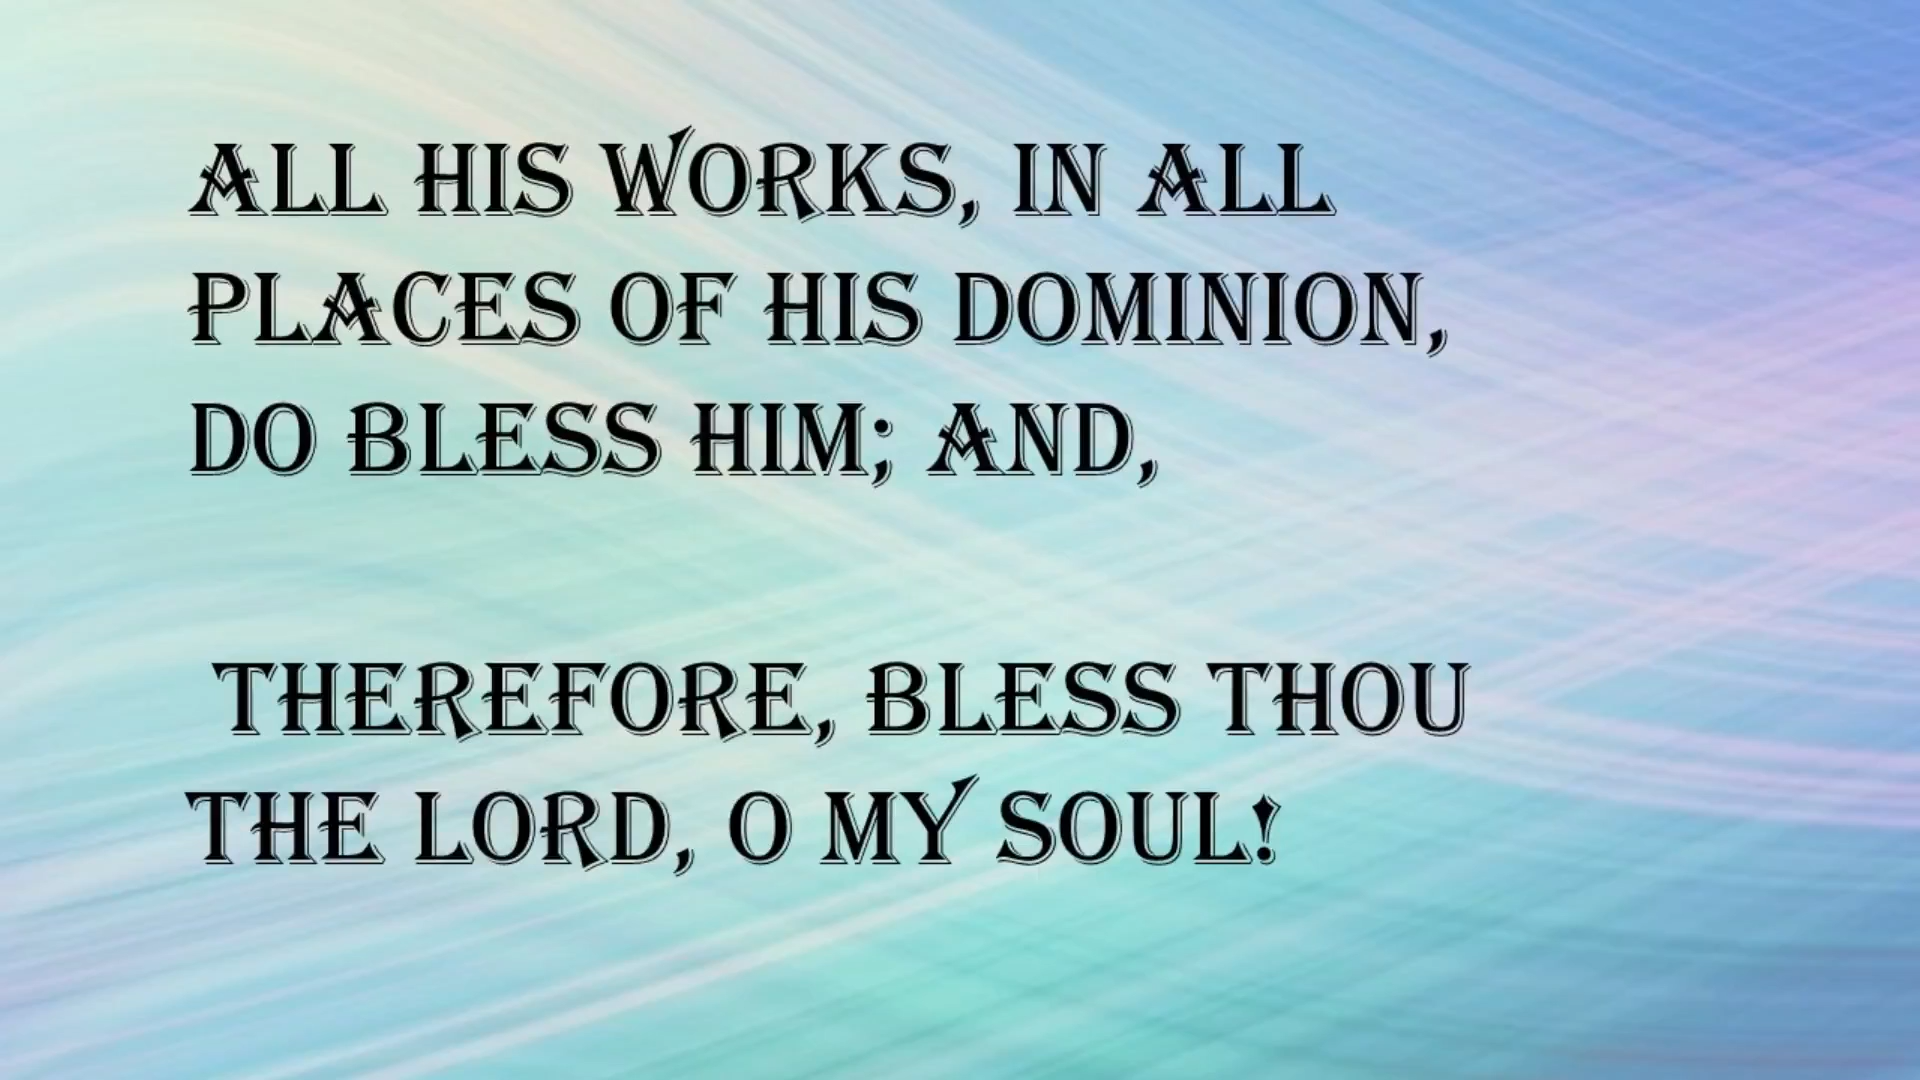 ALL HIS WORKS, IN ALL
PLACES OF HIS DOMINION,
DO BLESS HIM; AND,
THEREFORE, BLESS THOU
THE LORD, O MY SOUL!